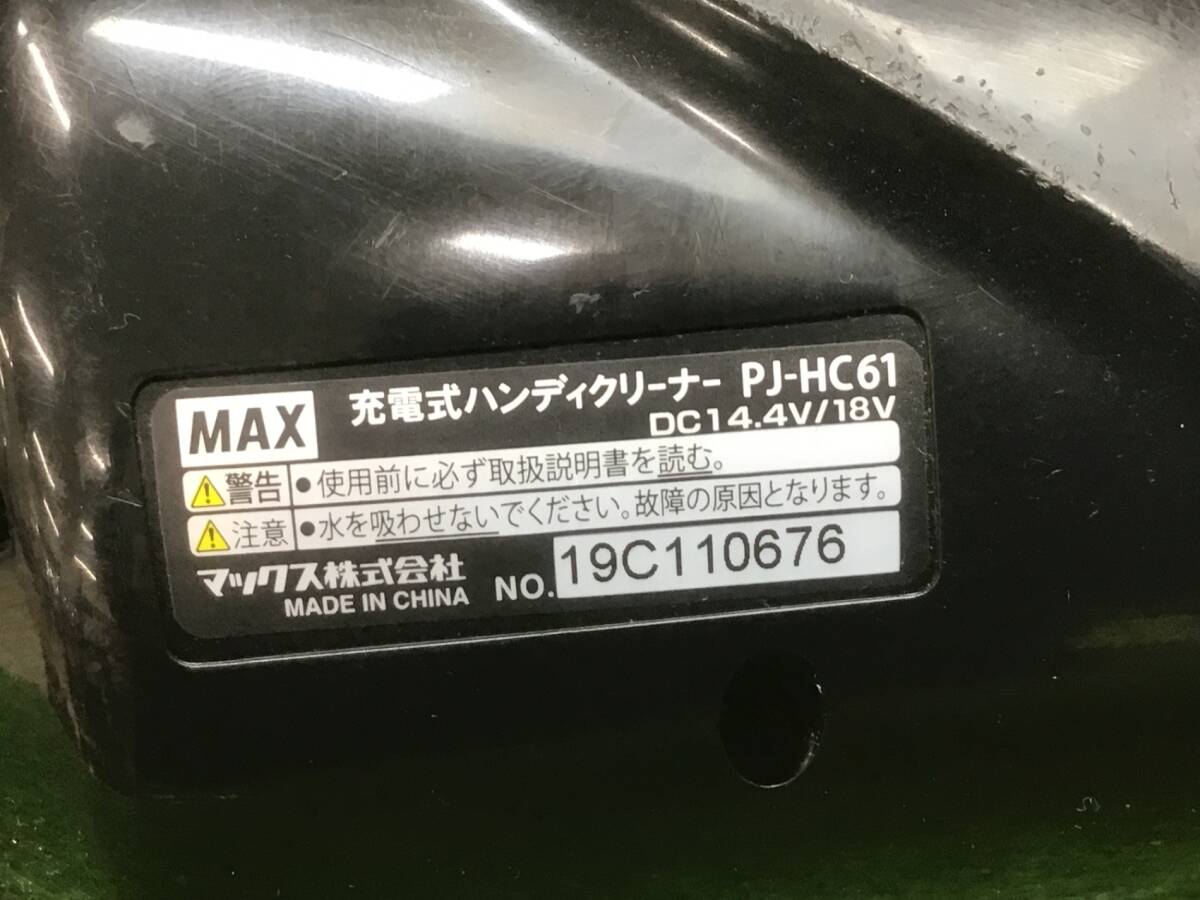 MAX 充電式ハンディクリーナー PJ-HC61
DC14.4V/18V
警告 ●使用前に必ず取扱説明書を読む。
注意 ●水を吸わせないでください。故障の原因となります。
マックス株式会社
MADE IN CHINA
NO. 19C110676